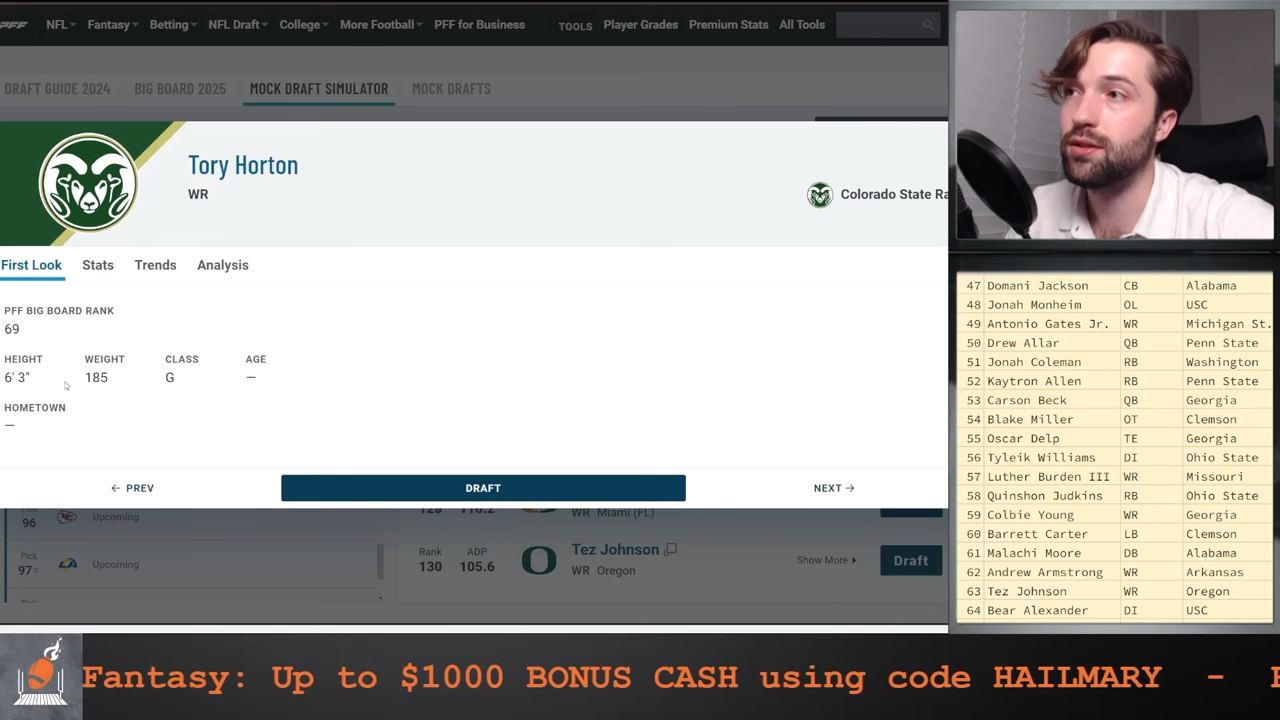 PFF NFL Fantasy Betting NFL Draft College More Football PFF for Business TOOLS Player Grades Premium Stats All Tools
DRAFT GUIDE 2024 BIG BOARD 2025 MOCK DRAFT SIMULATOR MOCK DRAFTS
Tory Horton
WR
Colorado State Ra
First Look Stats Trends Analysis
PFF BIG BOARD RANK
69
HEIGHT WEIGHT CLASS AGE
6' 3" 185 G —
HOMETOWN
—
← PREV DRAFT NEXT →
96 Upcoming
WR Miami (FL)
Pick
97 Upcoming
Rank ADP
130 105.6
Tez Johnson
WR Oregon
Show More
Draft
47 Domani Jackson CB Alabama
48 Jonah Monheim OL USC
49 Antonio Gates Jr. WR Michigan St.
50 Drew Allar QB Penn State
51 Jonah Coleman RB Washington
52 Kaytron Allen RB Penn State
53 Carson Beck QB Georgia
54 Blake Miller OT Clemson
55 Oscar Delp TE Georgia
56 Tyleik Williams DI Ohio State
57 Luther Burden III WR Missouri
58 Quinshon Judkins RB Ohio State
59 Colbie Young WR Georgia
60 Barrett Carter LB Clemson
61 Malachi Moore DB Alabama
62 Andrew Armstrong WR Arkansas
63 Tez Johnson WR Oregon
64 Bear Alexander DI USC
Fantasy: Up to $1000 BONUS CASH using code HAILMARY -